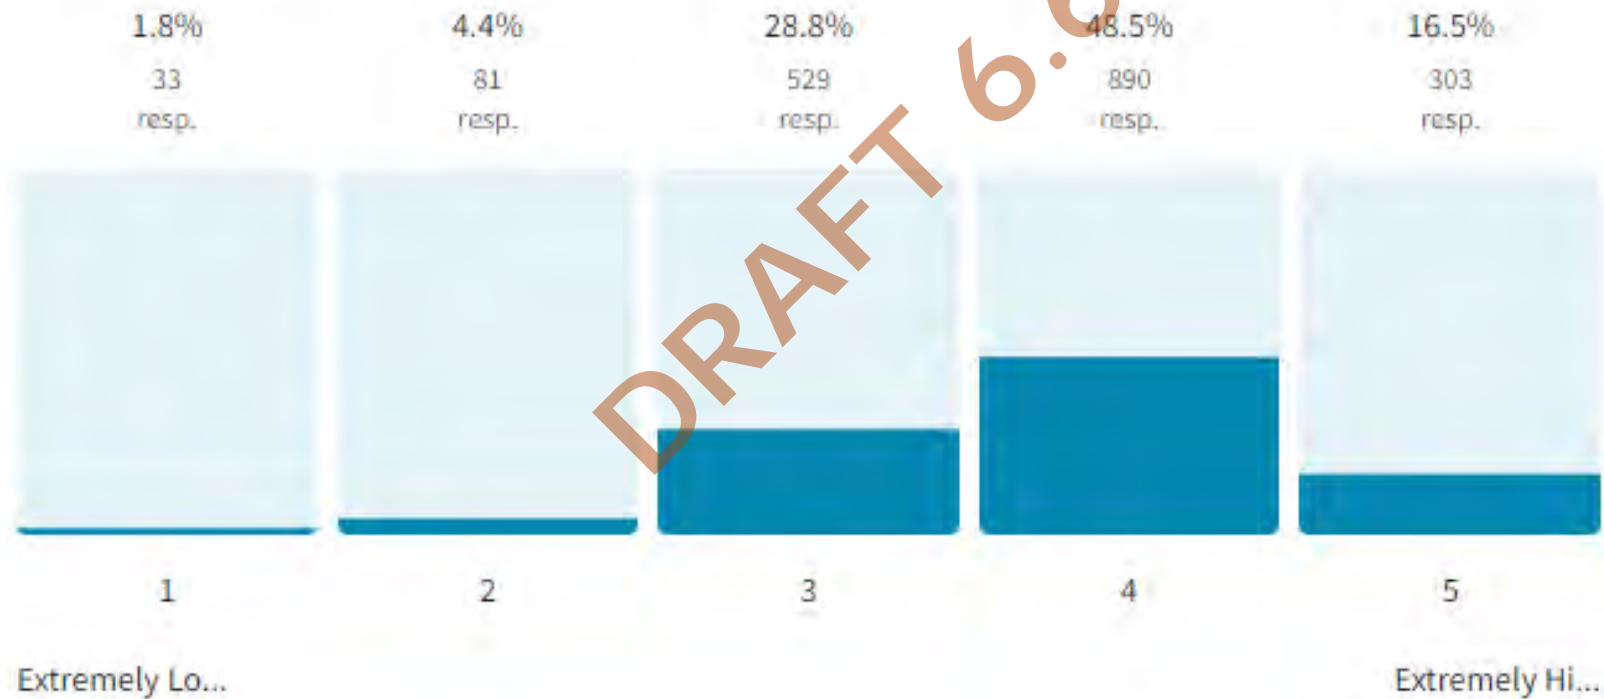 1.8% 4.4% 28.8% 48.5% 16.5%
33 81 529 890 303
resp. resp. resp. resp. resp.
DRAFT 6.
1 2 3 4 5
Extremely Lo... Extremely Hi...